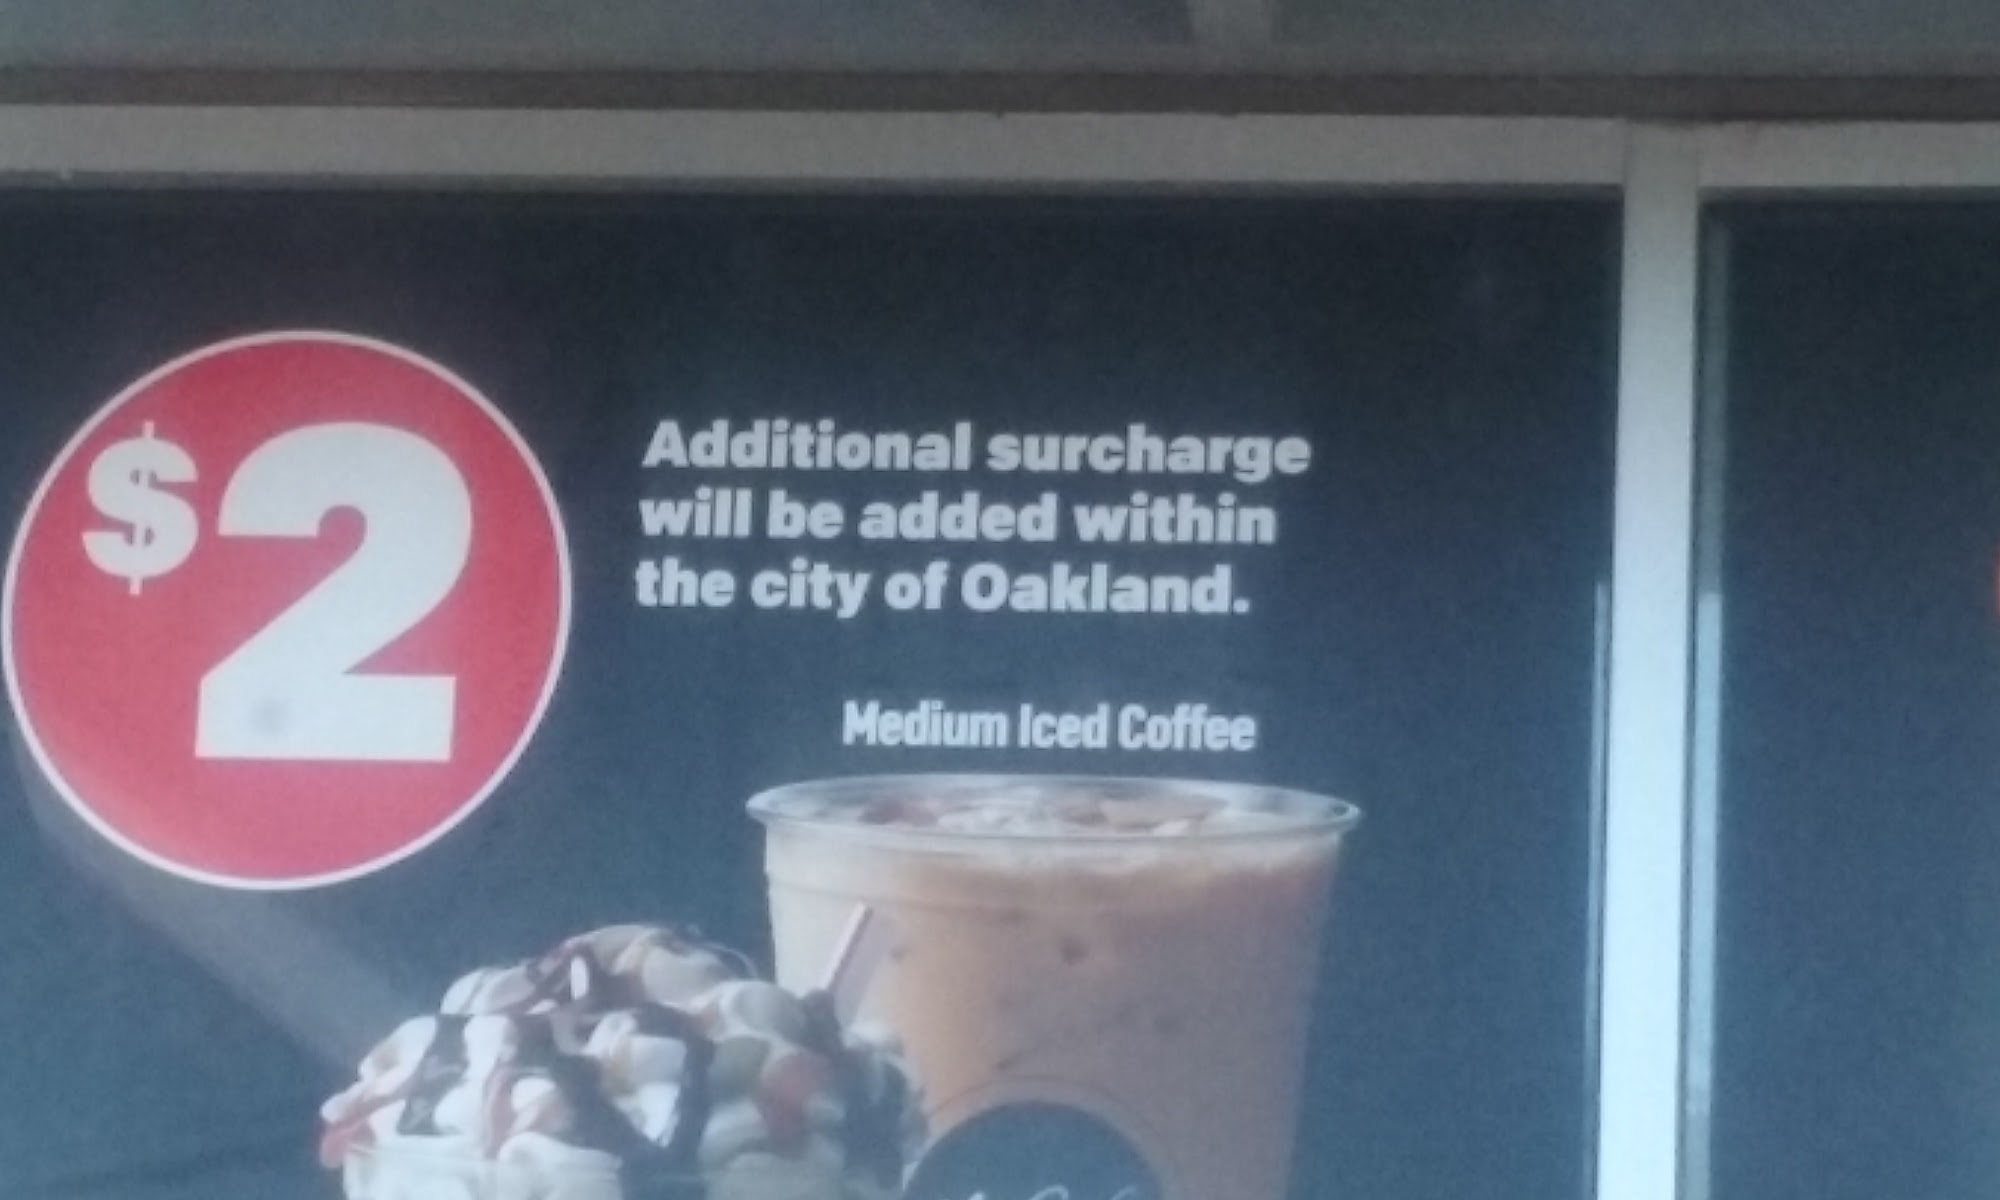 $2
Additional surcharge
will be added within
the city of Oakland.
Medium Iced Coffee